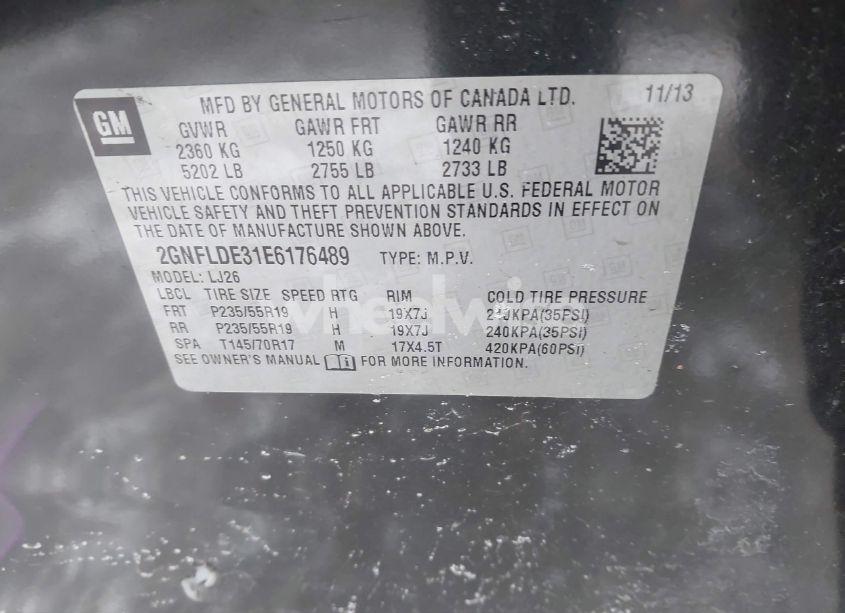 GM
MFD BY GENERAL MOTORS OF CANADA LTD. 11/13
GVWR GAWR FRT GAWR RR
2360 KG 1250 KG 1240 KG
5202 LB 2755 LB 2733 LB
THIS VEHICLE CONFORMS TO ALL APPLICABLE U.S. FEDERAL MOTOR
VEHICLE SAFETY AND THEFT PREVENTION STANDARDS IN EFFECT ON
THE DATE OF MANUFACTURE SHOWN ABOVE.
2GNFLDE31E6176489 TYPE: M.P.V.
MODEL: LJ26
LBCL TIRE SIZE SPEED RTG RIM COLD TIRE PRESSURE
FRT P235/55R19 H 19X7J 240KPA(35PSI)
RR P235/55R19 H 19X7J 240KPA(35PSI)
SPA T145/70R17 M 17X4.5T 420KPA(60PSI)
SEE OWNER'S MANUAL FOR MORE INFORMATION.